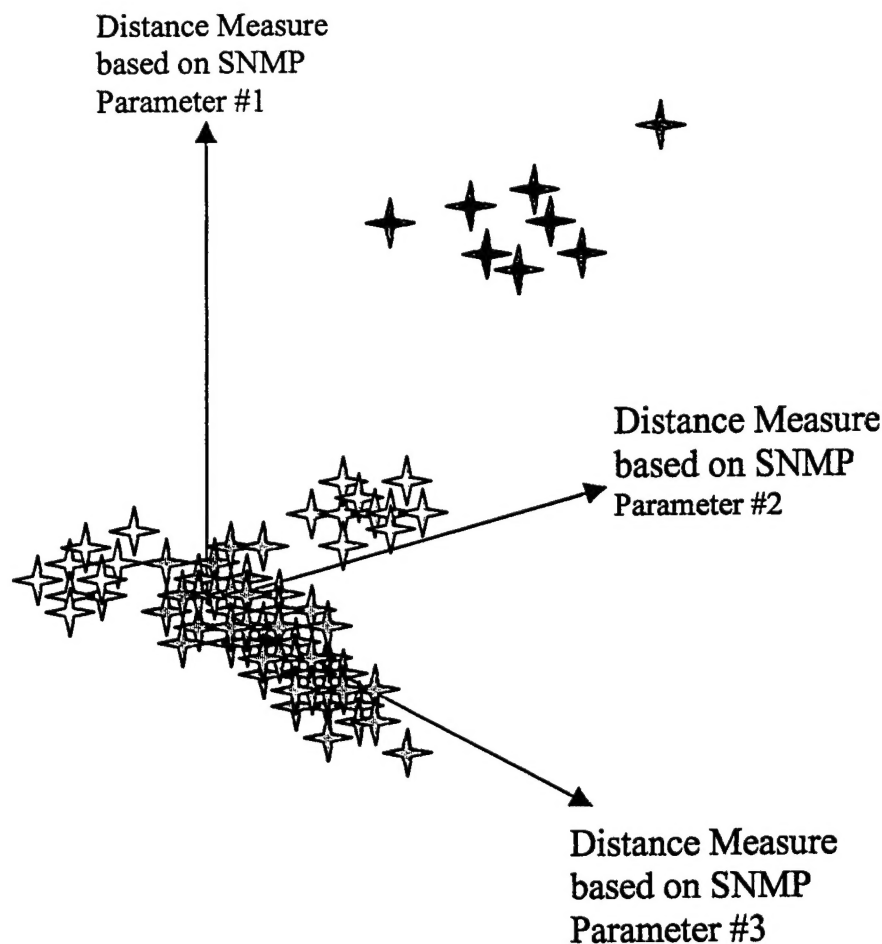 Distance Measure
based on SNMP
Parameter #1
Distance Measure
based on SNMP
Parameter #2
Distance Measure
based on SNMP
Parameter #3